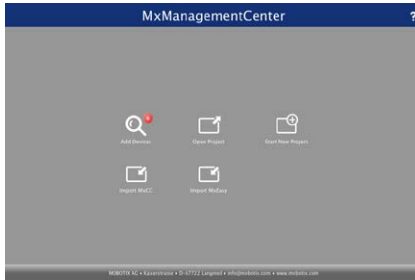 MxManagementCenter
?
Add Devices
Open Project
Start New Project
Import MxCC
Import MxEasy
MOBOTIX AG • Kaiserstrasse • D-67722 Langmeil • info@mobotix.com • www.mobotix.com